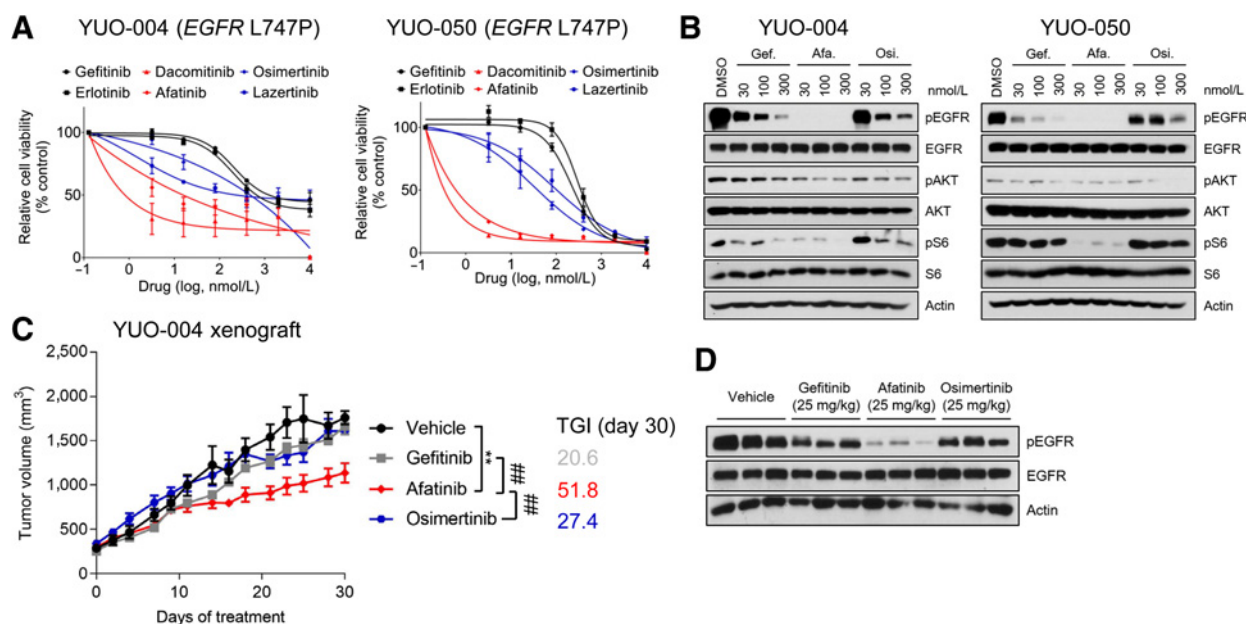 A
YUO-004 (EGFR L747P)
Gefitinib Dacomitinib Osimertinib
Erlotinib Afatinib Lazertinib
Relative cell viability
(% control)
100
50
0
−1 0 1 2 3 4
Drug (log, nmol/L)
YUO-050 (EGFR L747P)
Gefitinib Dacomitinib Osimertinib
Erlotinib Afatinib Lazertinib
Relative cell viability
(% control)
100
50
0
−1 0 1 2 3 4
Drug (log, nmol/L)
B
YUO-004
Gef. Afa. Osi.
DMSO 30 100 300 30 100 300 30 100 300 nmol/L
pEGFR
EGFR
pAKT
AKT
pS6
S6
Actin
YUO-050
Gef. Afa. Osi.
DMSO 30 100 300 30 100 300 30 100 300 nmol/L
pEGFR
EGFR
pAKT
AKT
pS6
S6
Actin
C
YUO-004 xenograft
Tumor volume (mm³)
2,500
2,000
1,500
1,000
500
0
0 10 20 30
Days of treatment
TGI (day 30)
Vehicle
Gefitinib 20.6
Afatinib 51.8
Osimertinib 27.4
**
##
##
D
Vehicle Gefitinib Afatinib Osimertinib
(25 mg/kg) (25 mg/kg) (25 mg/kg)
pEGFR
EGFR
Actin